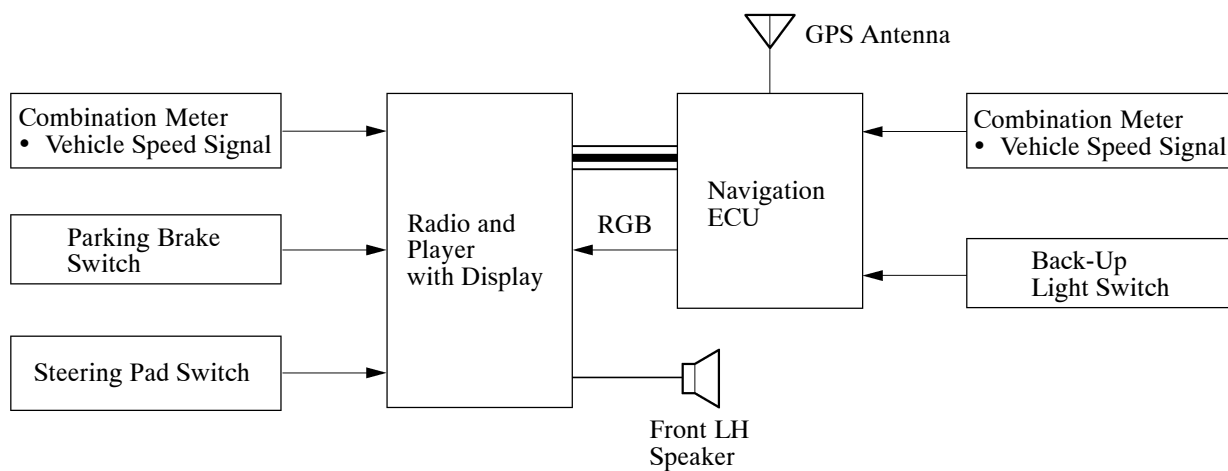 GPS Antenna
Combination Meter
• Vehicle Speed Signal
Parking Brake
Switch
Steering Pad Switch
Radio and
Player
with Display
RGB
Navigation
ECU
Combination Meter
• Vehicle Speed Signal
Back-Up
Light Switch
Front LH
Speaker